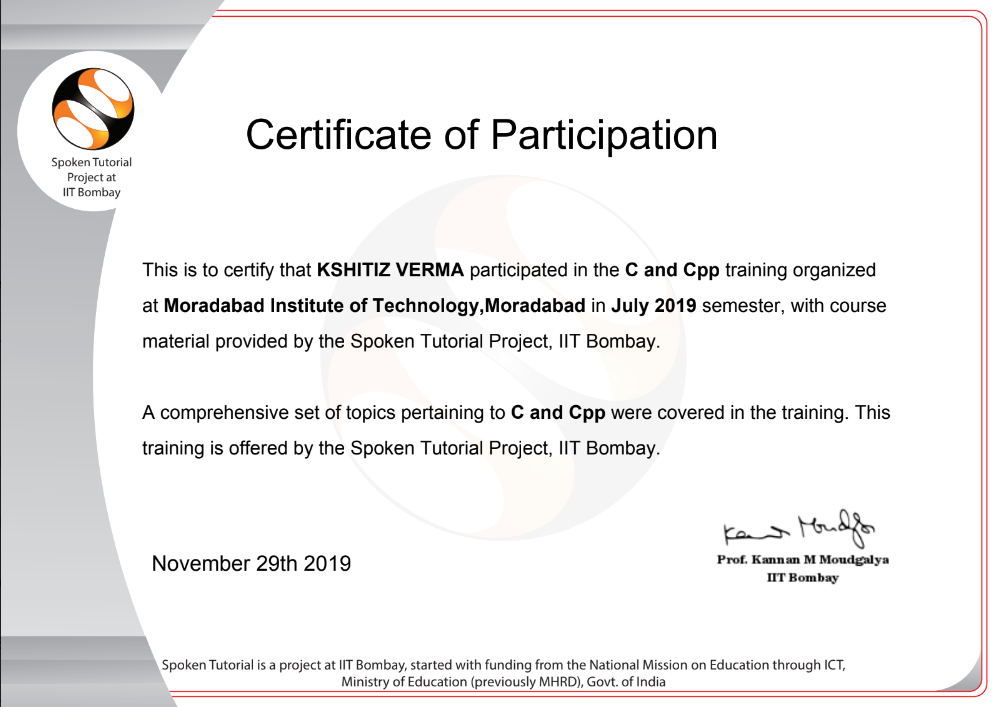 Spoken Tutorial
Project at
IIT Bombay
Certificate of Participation
This is to certify that KSHITIZ VERMA participated in the C and Cpp training organized
at Moradabad Institute of Technology,Moradabad in July 2019 semester, with course
material provided by the Spoken Tutorial Project, IIT Bombay.
A comprehensive set of topics pertaining to C and Cpp were covered in the training. This
training is offered by the Spoken Tutorial Project, IIT Bombay.
November 29th 2019
Prof. Kannan M Moudgalya
IIT Bombay
Spoken Tutorial is a project at IIT Bombay, started with funding from the National Mission on Education through ICT,
Ministry of Education (previously MHRD), Govt. of India